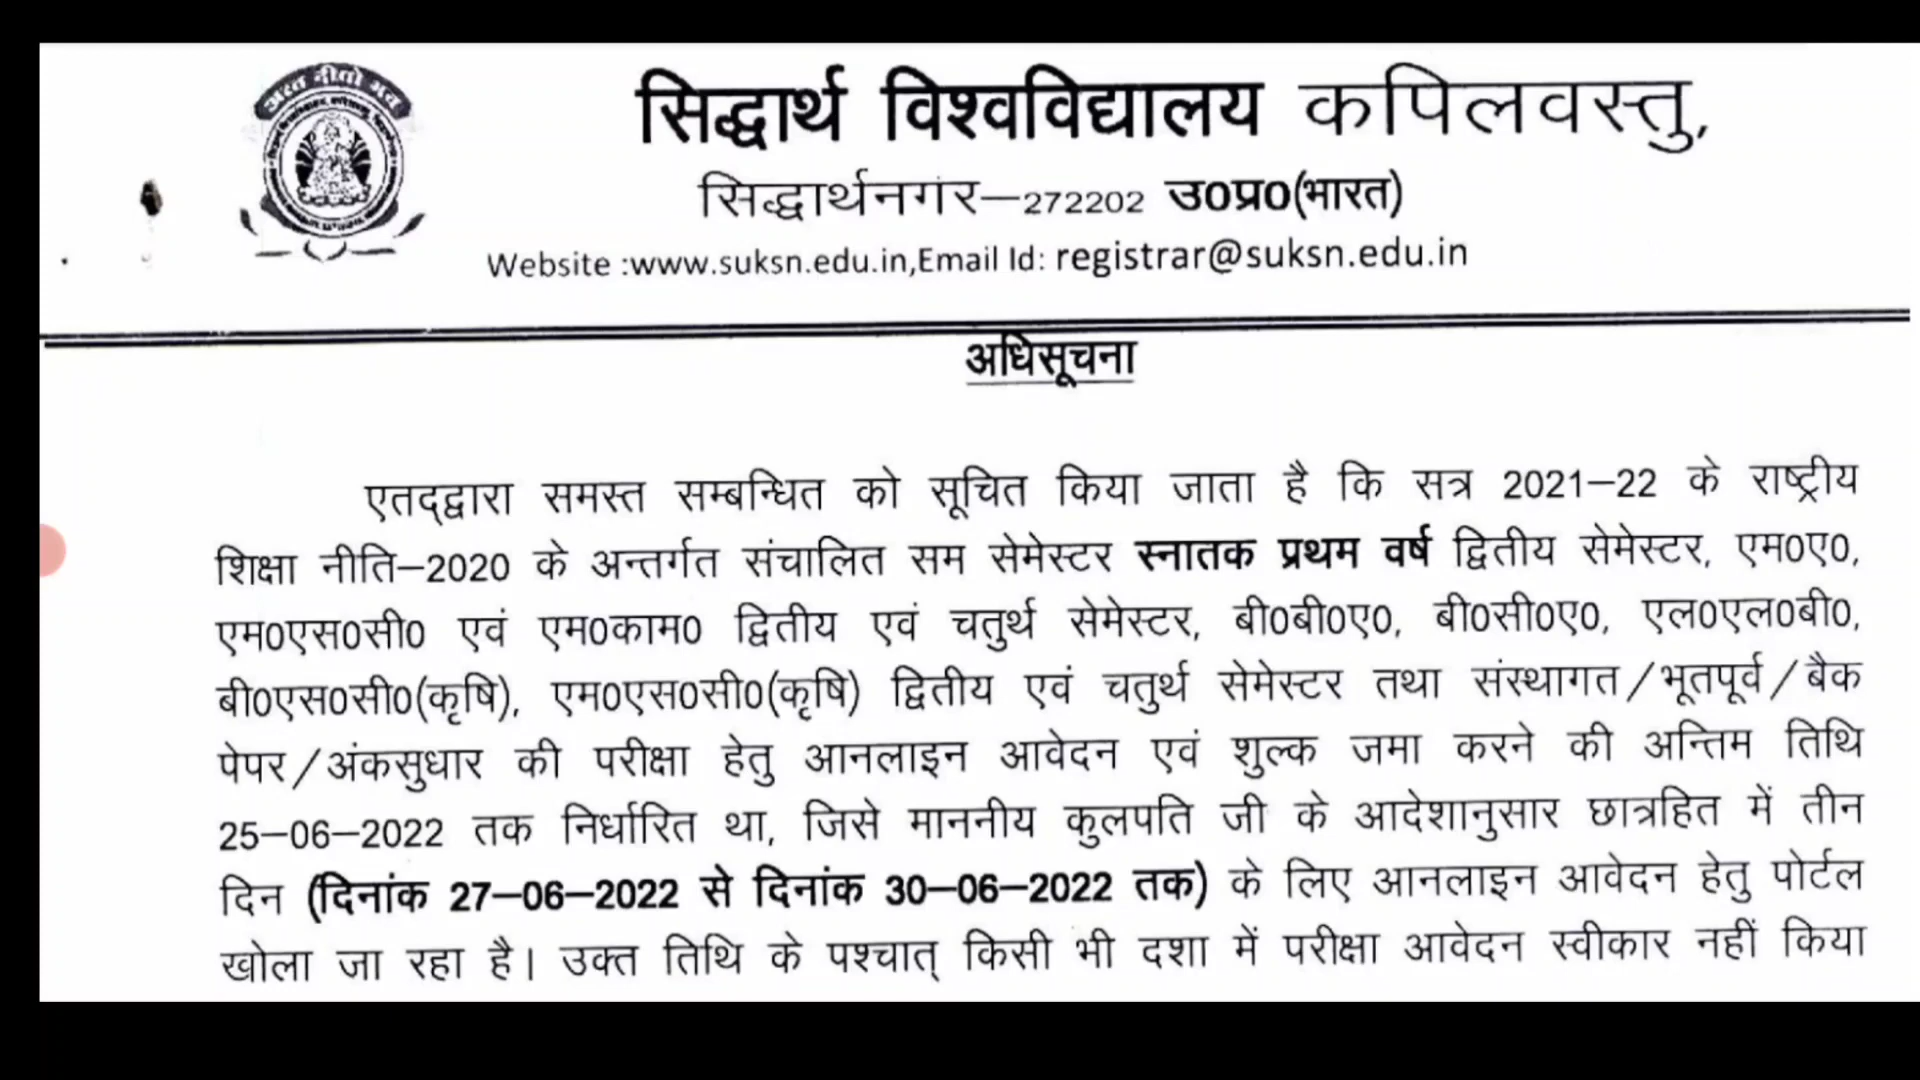 अत्त दीपो भव
सिद्धार्थ विश्वविद्यालय कपिलवस्तु,
सिद्धार्थनगर–272202 उ0प्र0(भारत)
Website :www.suksn.edu.in,Email Id: registrar@suksn.edu.in
अधिसूचना
एतद्द्वारा समस्त सम्बन्धित को सूचित किया जाता है कि सत्र 2021–22 के राष्ट्रीय
शिक्षा नीति–2020 के अन्तर्गत संचालित सम सेमेस्टर स्नातक प्रथम वर्ष द्वितीय सेमेस्टर, एम0ए0,
एम0एस0सी0 एवं एम0काम0 द्वितीय एवं चतुर्थ सेमेस्टर, बी0बी0ए0, बी0सी0ए0, एल0एल0बी0,
बी0एस0सी0(कृषि), एम0एस0सी0(कृषि) द्वितीय एवं चतुर्थ सेमेस्टर तथा संस्थागत/भूतपूर्व/बैक
पेपर/अंकसुधार की परीक्षा हेतु आनलाइन आवेदन एवं शुल्क जमा करने की अन्तिम तिथि
25–06–2022 तक निर्धारित था, जिसे माननीय कुलपति जी के आदेशानुसार छात्रहित में तीन
दिन (दिनांक 27–06–2022 से दिनांक 30–06–2022 तक) के लिए आनलाइन आवेदन हेतु पोर्टल
खोला जा रहा है। उक्त तिथि के पश्चात् किसी भी दशा में परीक्षा आवेदन स्वीकार नहीं किया